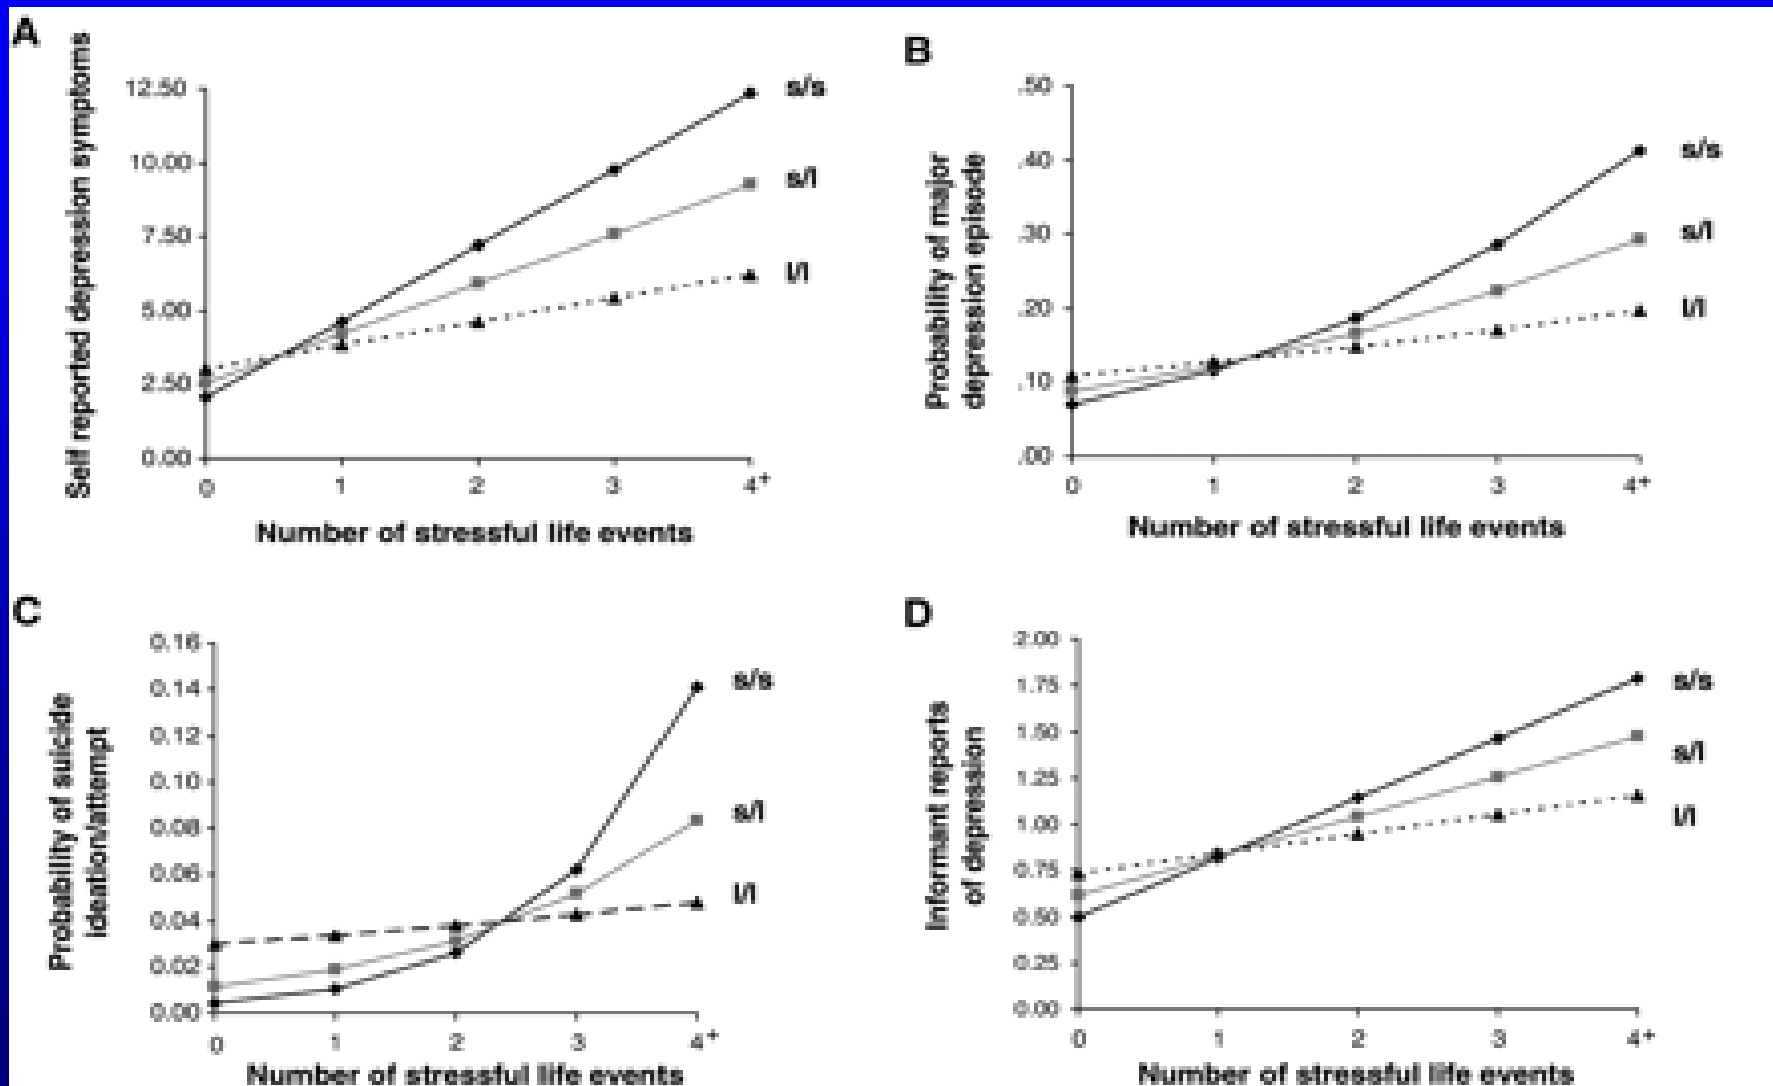 A
Self reported depression symptoms
12.50
10.00
7.50
5.00
2.50
0.00
0 1 2 3 4+
s/s
s/l
l/l
Number of stressful life events
B
Probability of major
depression episode
.50
.40
.30
.20
.10
.00
0 1 2 3 4+
s/s
s/l
l/l
Number of stressful life events
C
Probability of suicide
ideation/attempt
0.16
0.14
0.12
0.10
0.08
0.06
0.04
0.02
0.00
0 1 2 3 4+
s/s
s/l
l/l
Number of stressful life events
D
Informant reports
of depression
2.00
1.75
1.50
1.25
1.00
0.75
0.50
0.25
0.00
0 1 2 3 4+
s/s
s/l
l/l
Number of stressful life events